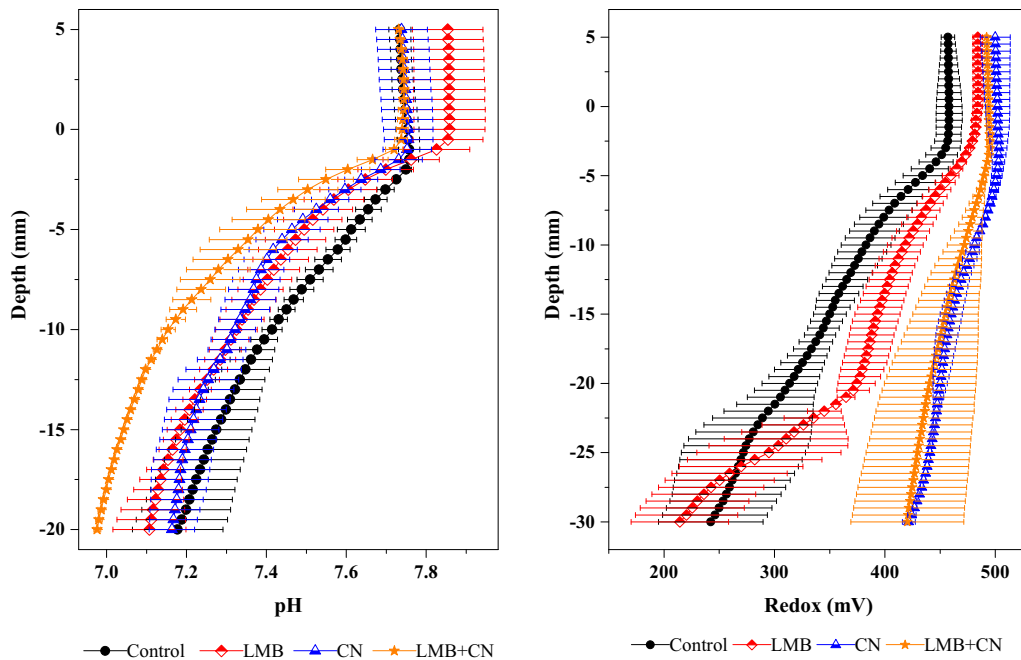 5
0
-5
-10
-15
-20
Depth (mm)
7.0 7.2 7.4 7.6 7.8
pH
Control LMB CN LMB+CN
5
0
-5
-10
-15
-20
-25
-30
Depth (mm)
200 300 400 500
Redox (mV)
Control LMB CN LMB+CN